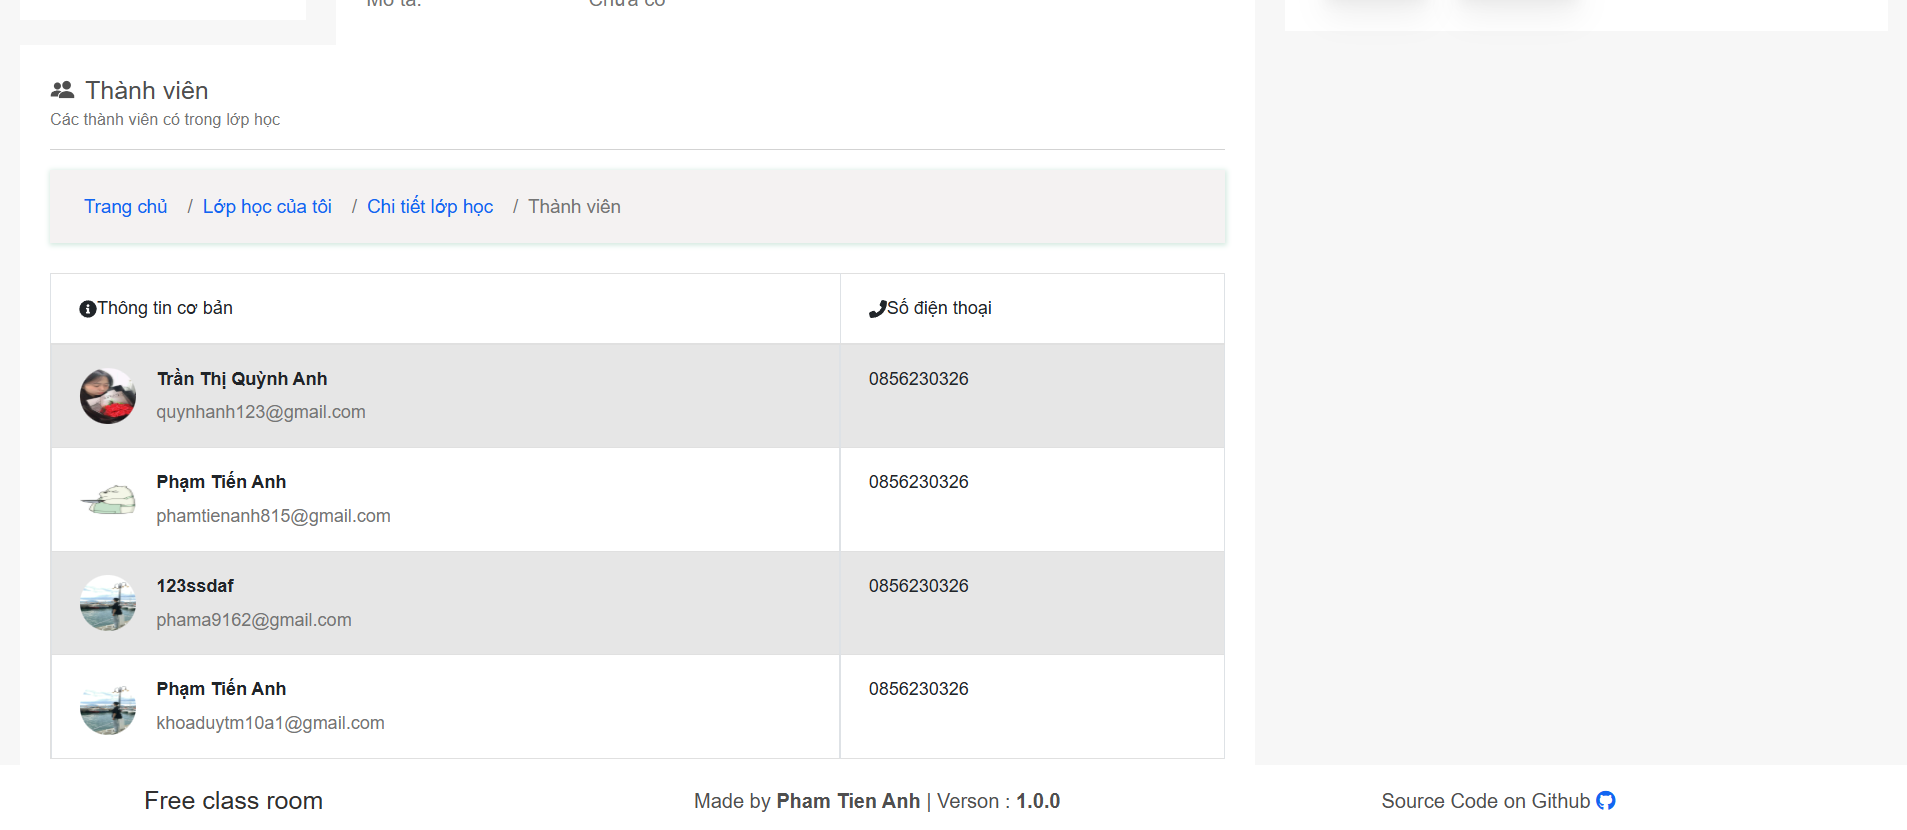 Mô tả: Chưa có
Thành viên
Các thành viên có trong lớp học
Trang chủ / Lớp học của tôi / Chi tiết lớp học / Thành viên
Thông tin cơ bản Số điện thoại
Trần Thị Quỳnh Anh 0856230326
quynhanh123@gmail.com
Phạm Tiến Anh 0856230326
phamtienanh815@gmail.com
123ssdaf 0856230326
phama9162@gmail.com
Phạm Tiến Anh 0856230326
khoaduytm10a1@gmail.com
Free class room Made by Pham Tien Anh | Verson : 1.0.0 Source Code on Github